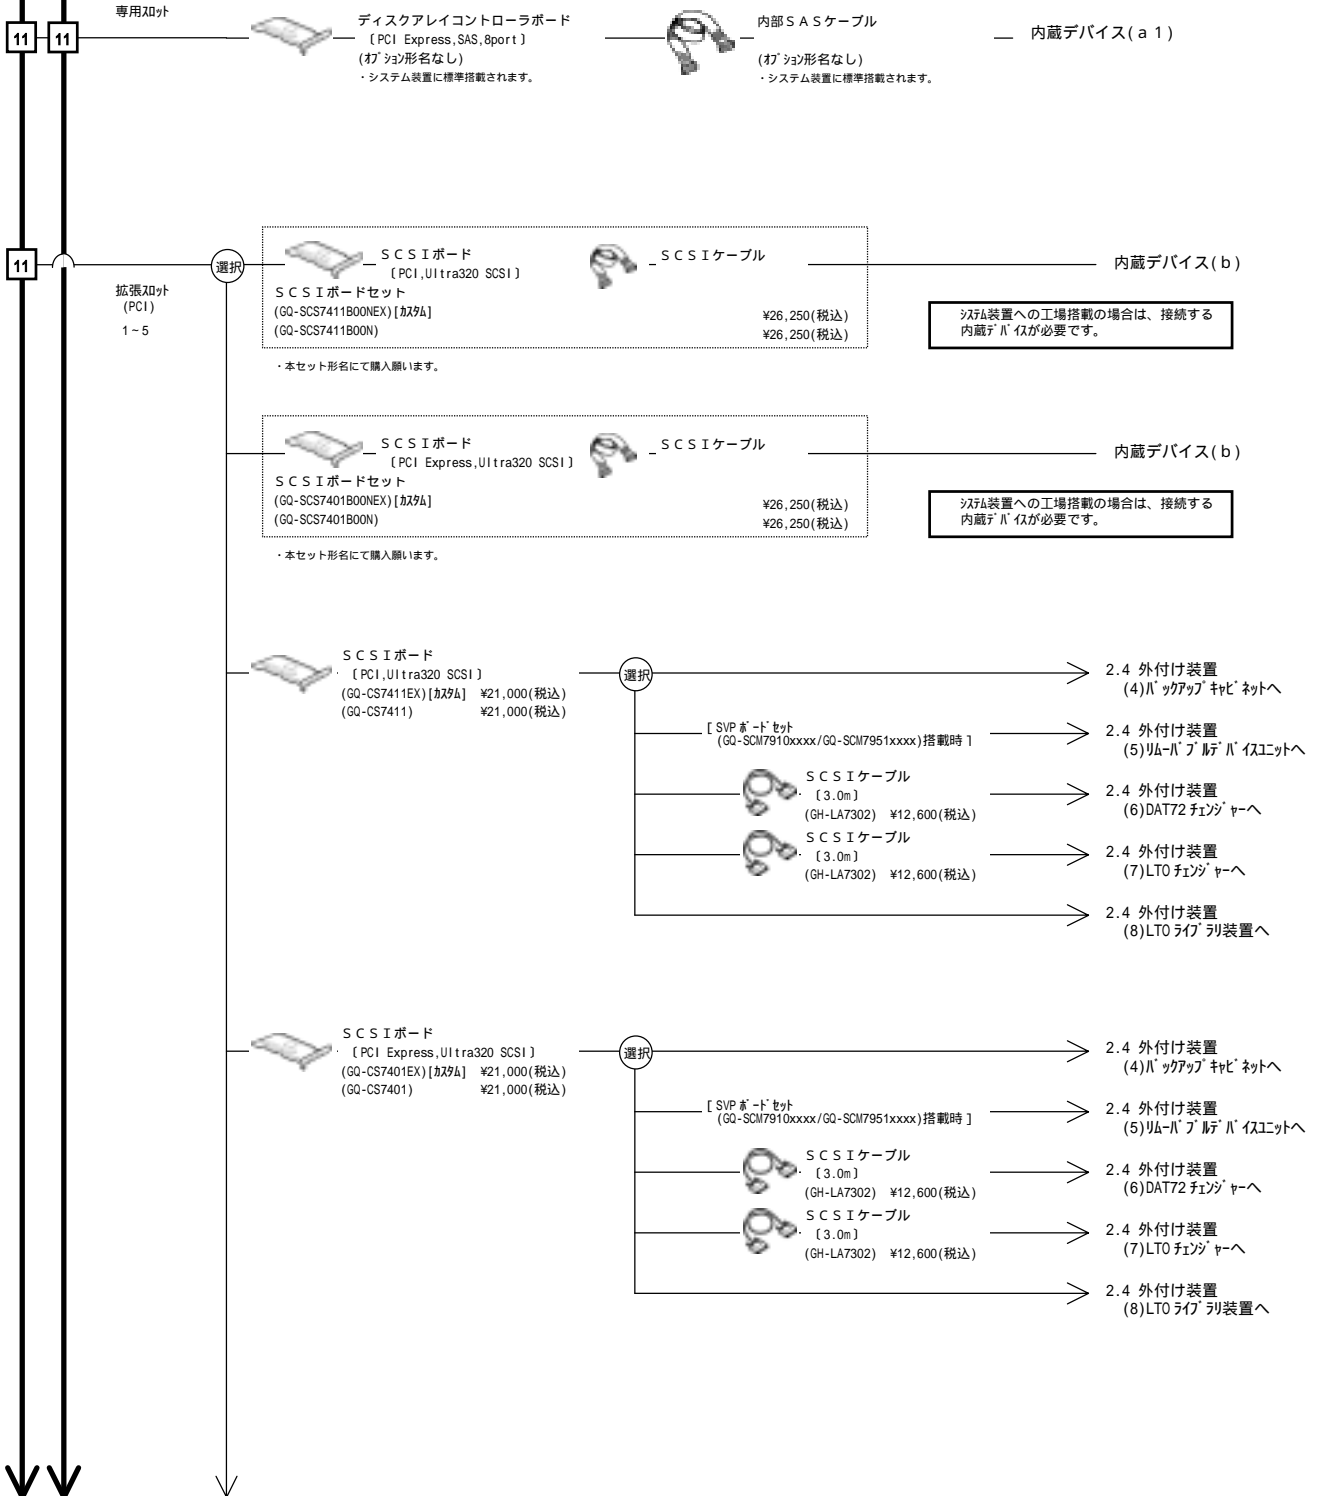 専用ｽﾛｯﾄ
11
11
ディスクアレイコントローラボード
〔PCI Express,SAS,8port〕
(ｵﾌﾟｼｮﾝ形名なし)
・システム装置に標準搭載されます。
内部ＳＡＳケーブル
(ｵﾌﾟｼｮﾝ形名なし)
・システム装置に標準搭載されます。
内蔵デバイス(ａ１)
11
拡張ｽﾛｯﾄ
(PCI)
1~5
選択
ＳＣＳＩボード
〔PCI,Ultra320 SCSI〕
ＳＣＳＩケーブル
ＳＣＳＩボードセット
(GQ-SCS7411B00NEX)[ｶｽﾀﾑ] ¥26,250(税込)
(GQ-SCS7411B00N) ¥26,250(税込)
・本セット形名にて購入願います。
内蔵デバイス(ｂ)
ｼｽﾃﾑ装置への工場搭載の場合は、接続する
内蔵ﾃﾞﾊﾞｲｽが必要です。
ＳＣＳＩボード
〔PCI Express,Ultra320 SCSI〕
ＳＣＳＩケーブル
ＳＣＳＩボードセット
(GQ-SCS7401B00NEX)[ｶｽﾀﾑ] ¥26,250(税込)
(GQ-SCS7401B00N) ¥26,250(税込)
・本セット形名にて購入願います。
内蔵デバイス(ｂ)
ｼｽﾃﾑ装置への工場搭載の場合は、接続する
内蔵ﾃﾞﾊﾞｲｽが必要です。
ＳＣＳＩボード
〔PCI,Ultra320 SCSI〕
(GQ-CS7411EX)[ｶｽﾀﾑ] ¥21,000(税込)
(GQ-CS7411) ¥21,000(税込)
選択
2.4 外付け装置
(4)ﾊﾞｯｸｱｯﾌﾟｷｬﾋﾞﾈｯﾄへ
[SVPﾎﾞｰﾄﾞｾｯﾄ
(GQ-SCM7910xxxx/GQ-SCM7951xxxx)搭載時]
2.4 外付け装置
(5)ﾘﾑｰﾊﾞﾌﾞﾙﾃﾞﾊﾞｲｽﾕﾆｯﾄへ
ＳＣＳＩケーブル
〔3.0m〕
(GH-LA7302) ¥12,600(税込)
2.4 外付け装置
(6)DAT72ﾁｪﾝｼﾞｬｰへ
ＳＣＳＩケーブル
〔3.0m〕
(GH-LA7302) ¥12,600(税込)
2.4 外付け装置
(7)LTOﾁｪﾝｼﾞｬｰへ
2.4 外付け装置
(8)LTOﾗｲﾌﾞﾗﾘ装置へ
ＳＣＳＩボード
〔PCI Express,Ultra320 SCSI〕
(GQ-CS7401EX)[ｶｽﾀﾑ] ¥21,000(税込)
(GQ-CS7401) ¥21,000(税込)
選択
2.4 外付け装置
(4)ﾊﾞｯｸｱｯﾌﾟｷｬﾋﾞﾈｯﾄへ
[SVPﾎﾞｰﾄﾞｾｯﾄ
(GQ-SCM7910xxxx/GQ-SCM7951xxxx)搭載時]
2.4 外付け装置
(5)ﾘﾑｰﾊﾞﾌﾞﾙﾃﾞﾊﾞｲｽﾕﾆｯﾄへ
ＳＣＳＩケーブル
〔3.0m〕
(GH-LA7302) ¥12,600(税込)
2.4 外付け装置
(6)DAT72ﾁｪﾝｼﾞｬｰへ
ＳＣＳＩケーブル
〔3.0m〕
(GH-LA7302) ¥12,600(税込)
2.4 外付け装置
(7)LTOﾁｪﾝｼﾞｬｰへ
2.4 外付け装置
(8)LTOﾗｲﾌﾞﾗﾘ装置へ